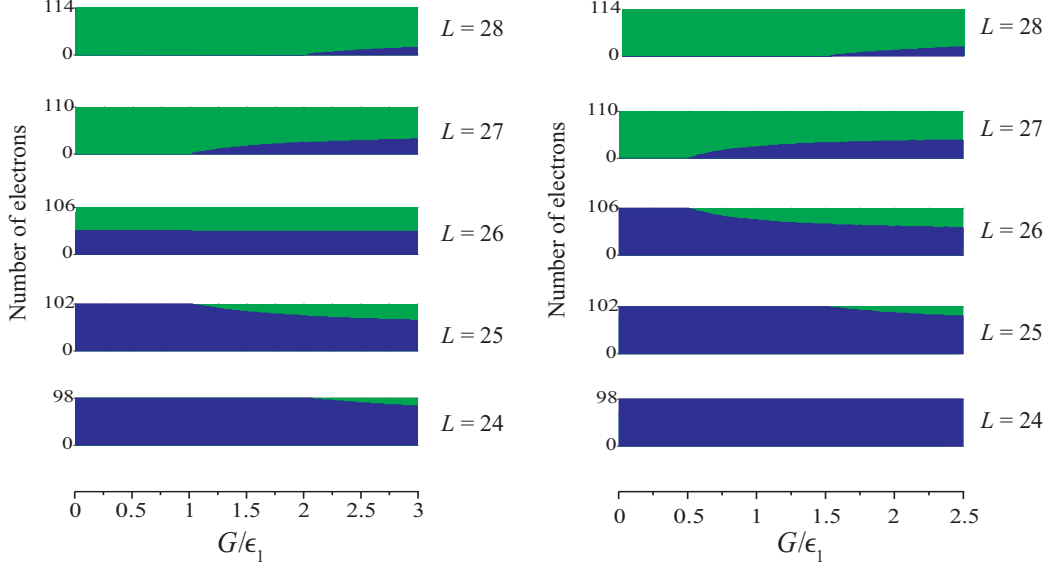 Number of electrons
114
0
L = 28
110
0
L = 27
106
0
L = 26
102
0
L = 25
98
0
L = 24
0 0.5 1 1.5 2 2.5 3
G/ϵ₁
Number of electrons
114
0
L = 28
110
0
L = 27
106
0
L = 26
102
0
L = 25
98
0
L = 24
0 0.5 1 1.5 2 2.5
G/ϵ₁